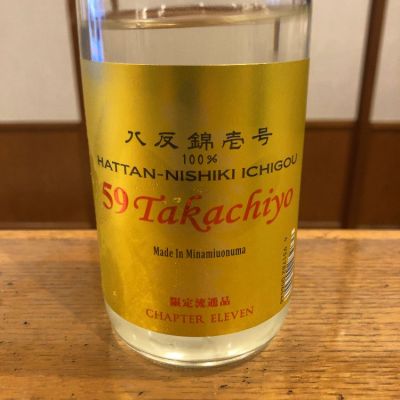 八反錦壱号
100%
HATTAN-NISHIKI ICHIGOU
59 Takachiyo
Made In Minamiuonuma
限定流通品
CHAPTER ELEVEN